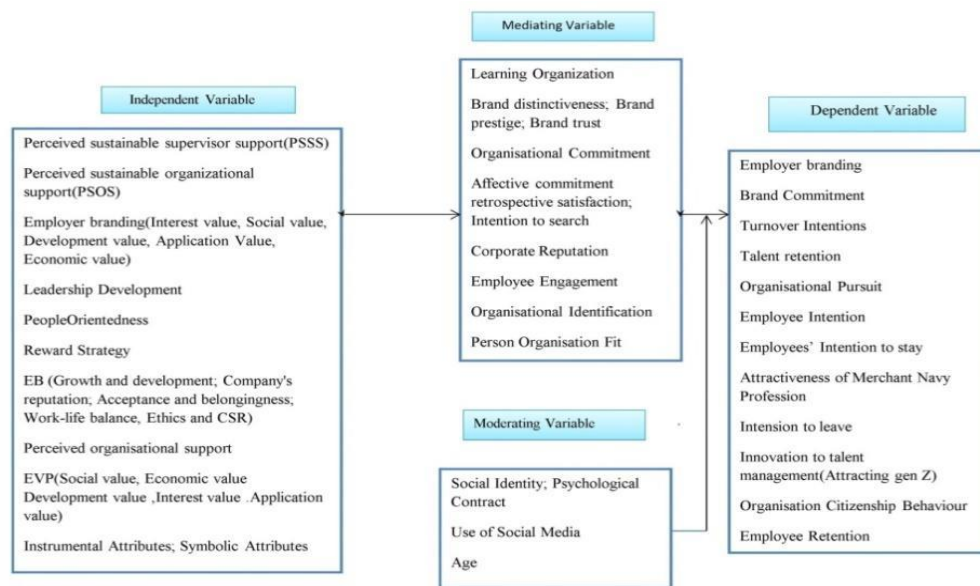 Mediating Variable
Learning Organization
Brand distinctiveness; Brand
prestige; Brand trust
Organisational Commitment
Affective commitment
retrospective satisfaction;
Intention to search
Corporate Reputation
Employee Engagement
Organisational Identification
Person Organisation Fit
Independent Variable
Perceived sustainable supervisor support(PSSS)
Perceived sustainable organizational
support(PSOS)
Employer branding(Interest value, Social value,
Development value, Application Value,
Economic value)
Leadership Development
PeopleOrientedness
Reward Strategy
EB (Growth and development; Company's
reputation; Acceptance and belongingness;
Work-life balance, Ethics and CSR)
Perceived organisational support
EVP(Social value, Economic value
Development value ,Interest value .Application
value)
Instrumental Attributes; Symbolic Attributes
Dependent Variable
Employer branding
Brand Commitment
Turnover Intentions
Talent retention
Organisational Pursuit
Employee Intention
Employees' Intention to stay
Attractiveness of Merchant Navy
Profession
Intension to leave
Innovation to talent
management(Attracting gen Z)
Organisation Citizenship Behaviour
Employee Retention
Moderating Variable
Social Identity; Psychological
Contract
Use of Social Media
Age